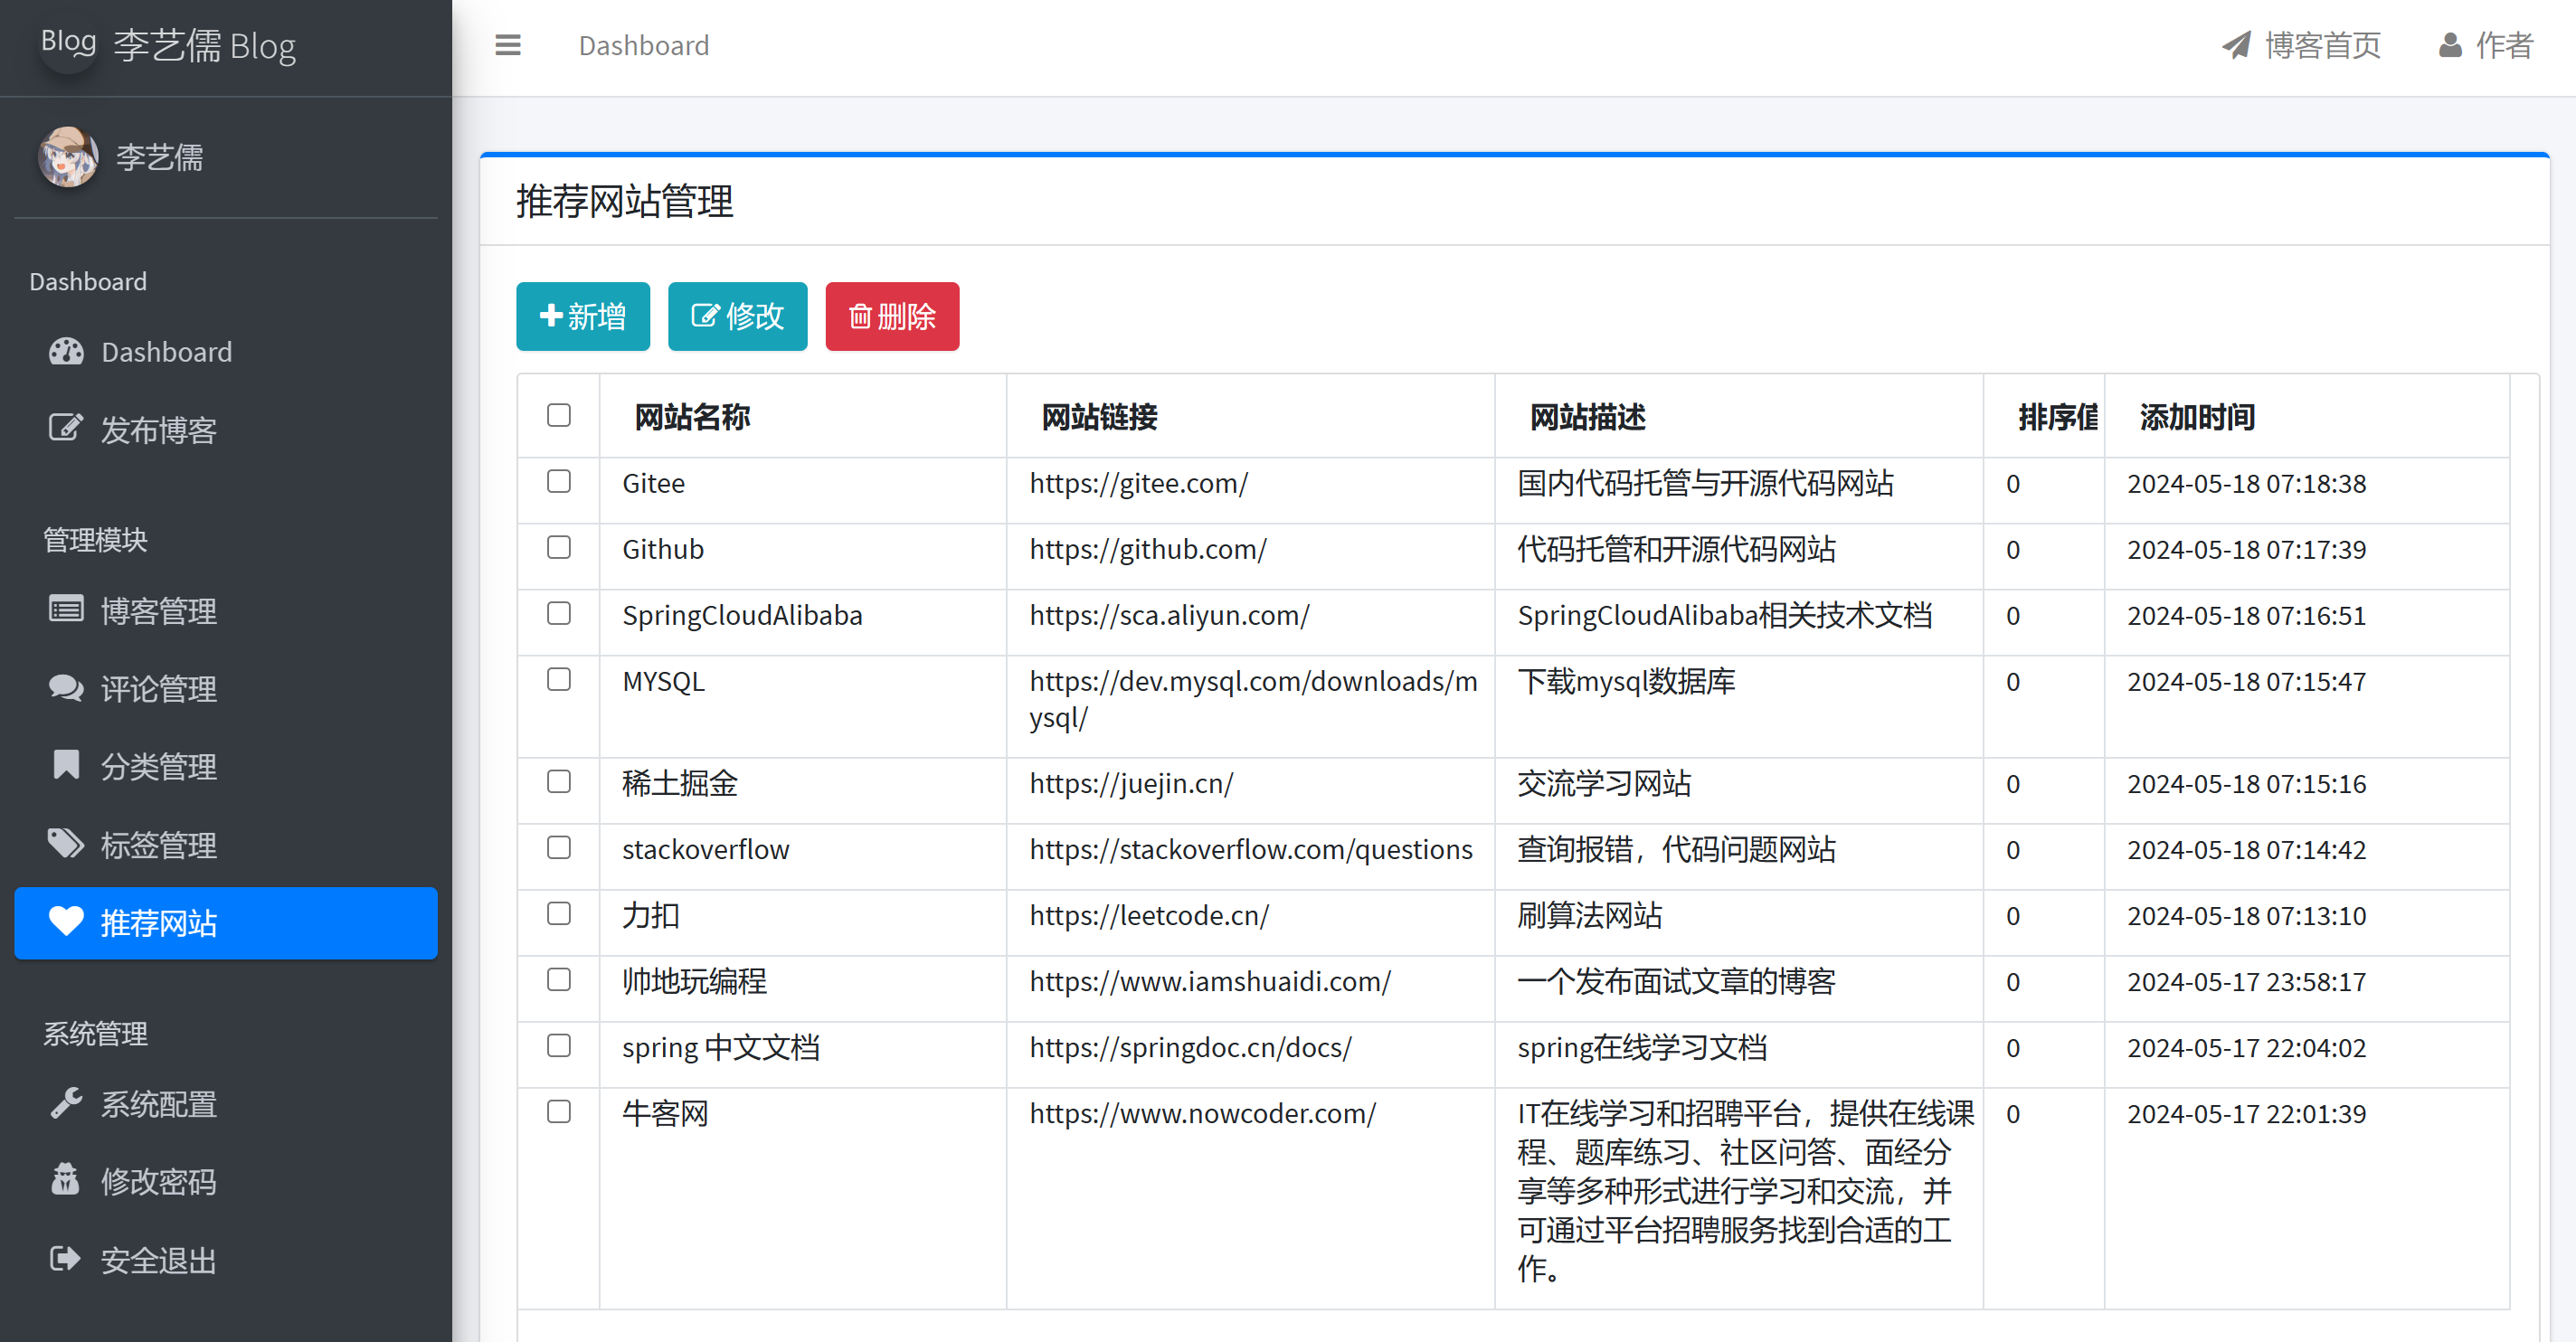 Blog 李艺儒 Blog
Dashboard
博客首页
作者
李艺儒
Dashboard
Dashboard
发布博客
管理模块
博客管理
评论管理
分类管理
标签管理
推荐网站
系统管理
系统配置
修改密码
安全退出
推荐网站管理
新增 修改 删除
网站名称 网站链接 网站描述 排序值 添加时间
Gitee https://gitee.com/ 国内代码托管与开源代码网站 0 2024-05-18 07:18:38
Github https://github.com/ 代码托管和开源代码网站 0 2024-05-18 07:17:39
SpringCloudAlibaba https://sca.aliyun.com/ SpringCloudAlibaba相关技术文档 0 2024-05-18 07:16:51
MYSQL https://dev.mysql.com/downloads/m 下载mysql数据库 0 2024-05-18 07:15:47
ysql/
稀土掘金 https://juejin.cn/ 交流学习网站 0 2024-05-18 07:15:16
stackoverflow https://stackoverflow.com/questions 查询报错，代码问题网站 0 2024-05-18 07:14:42
力扣 https://leetcode.cn/ 刷算法网站 0 2024-05-18 07:13:10
帅地玩编程 https://www.iamshuaidi.com/ 一个发布面试文章的博客 0 2024-05-17 23:58:17
spring 中文文档 https://springdoc.cn/docs/ spring在线学习文档 0 2024-05-17 22:04:02
牛客网 https://www.nowcoder.com/ IT在线学习和招聘平台，提供在线课 0 2024-05-17 22:01:39
程、题库练习、社区问答、面经分
享等多种形式进行学习和交流，并
可通过平台招聘服务找到合适的工
作。